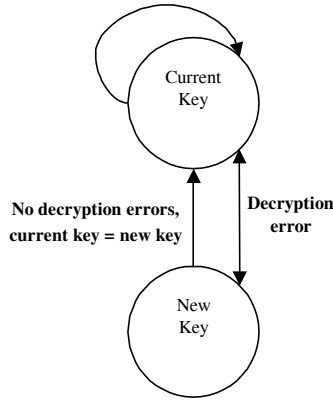 Current
Key
No decryption errors,
current key = new key
Decryption
error
New
Key